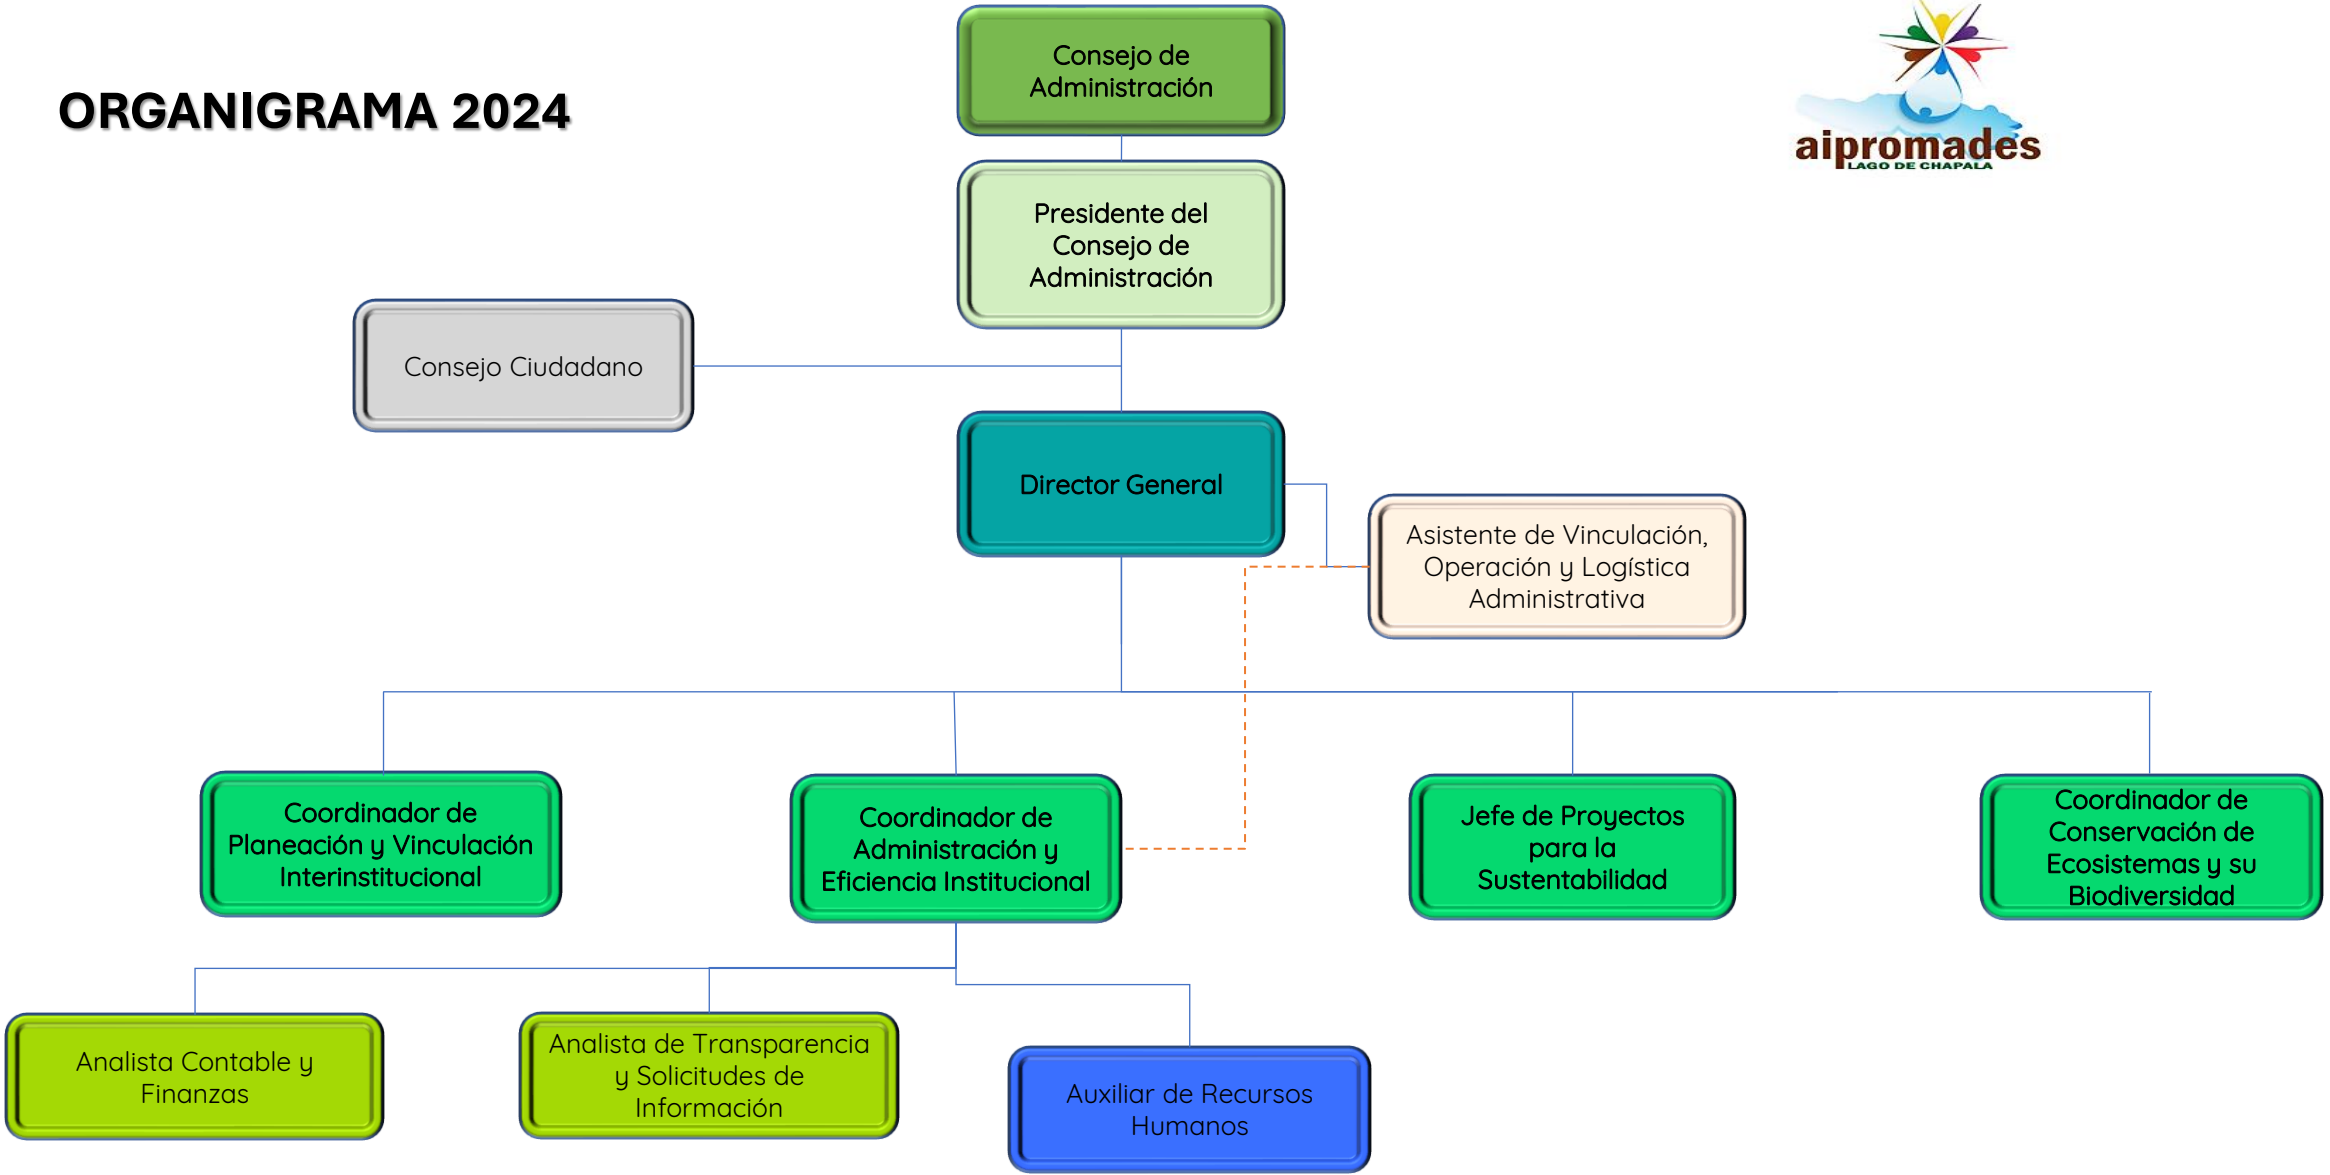 Consejo de
Administración
ORGANIGRAMA 2024
aipromades
LAGO DE CHAPALA
Presidente del
Consejo de
Administración
Consejo Ciudadano
Director General
Asistente de Vinculación,
Operación y Logística
Administrativa
Coordinador de
Planeación y Vinculación
Interinstitucional
Coordinador de
Administración y
Eficiencia Institucional
Jefe de Proyectos
para la
Sustentabilidad
Coordinador de
Conservación de
Ecosistemas y su
Biodiversidad
Analista Contable y
Finanzas
Analista de Transparencia
y Solicitudes de
Información
Auxiliar de Recursos
Humanos